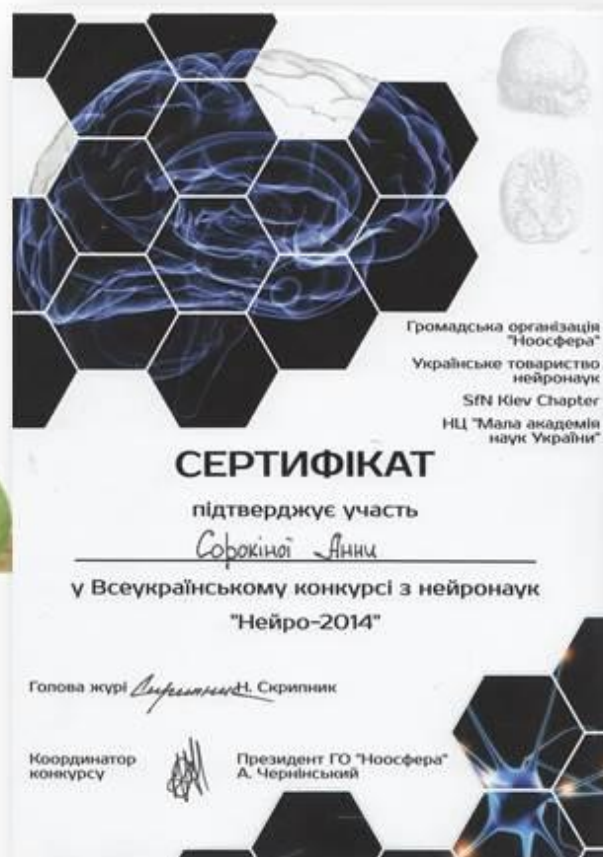 Громадська організація
"Ноосфера"
Українське товариство
нейронаук
SfN Kiev Chapter
НЦ "Мала академія
наук України"
СЕРТИФІКАТ
підтверджує участь
Сорокіної Анни
у Всеукраїнському конкурсі з нейронаук
"Нейро-2014"
Голова журі Скрипник Н. Скрипник
Координатор
конкурсу
Президент ГО "Ноосфера"
А. Чернінський